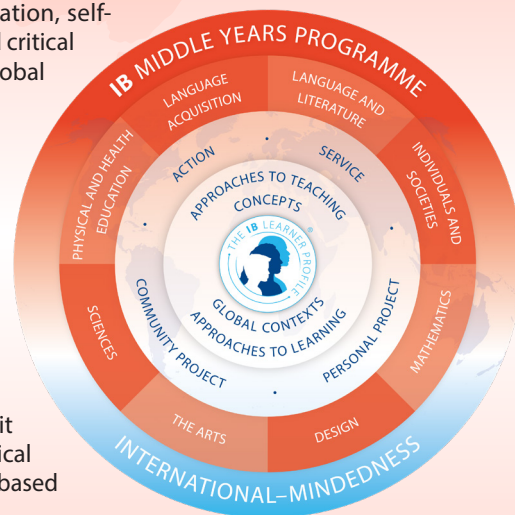 ation, self-
d critical
lobal
IB MIDDLE YEARS PROGRAMME
LANGUAGE
ACQUISITION
LANGUAGE AND
LITERATURE
PHYSICAL AND HEALTH
EDUCATION
INDIVIDUALS AND
SOCIETIES
SCIENCES
MATHEMATICS
THE ARTS
DESIGN
ACTION
SERVICE
COMMUNITY PROJECT
PERSONAL PROJECT
APPROACHES TO TEACHING
CONCEPTS
THE IB LEARNER PROFILE
®
GLOBAL CONTEXTS
APPROACHES TO LEARNING
INTERNATIONAL–MINDEDNESS
it
ical
based